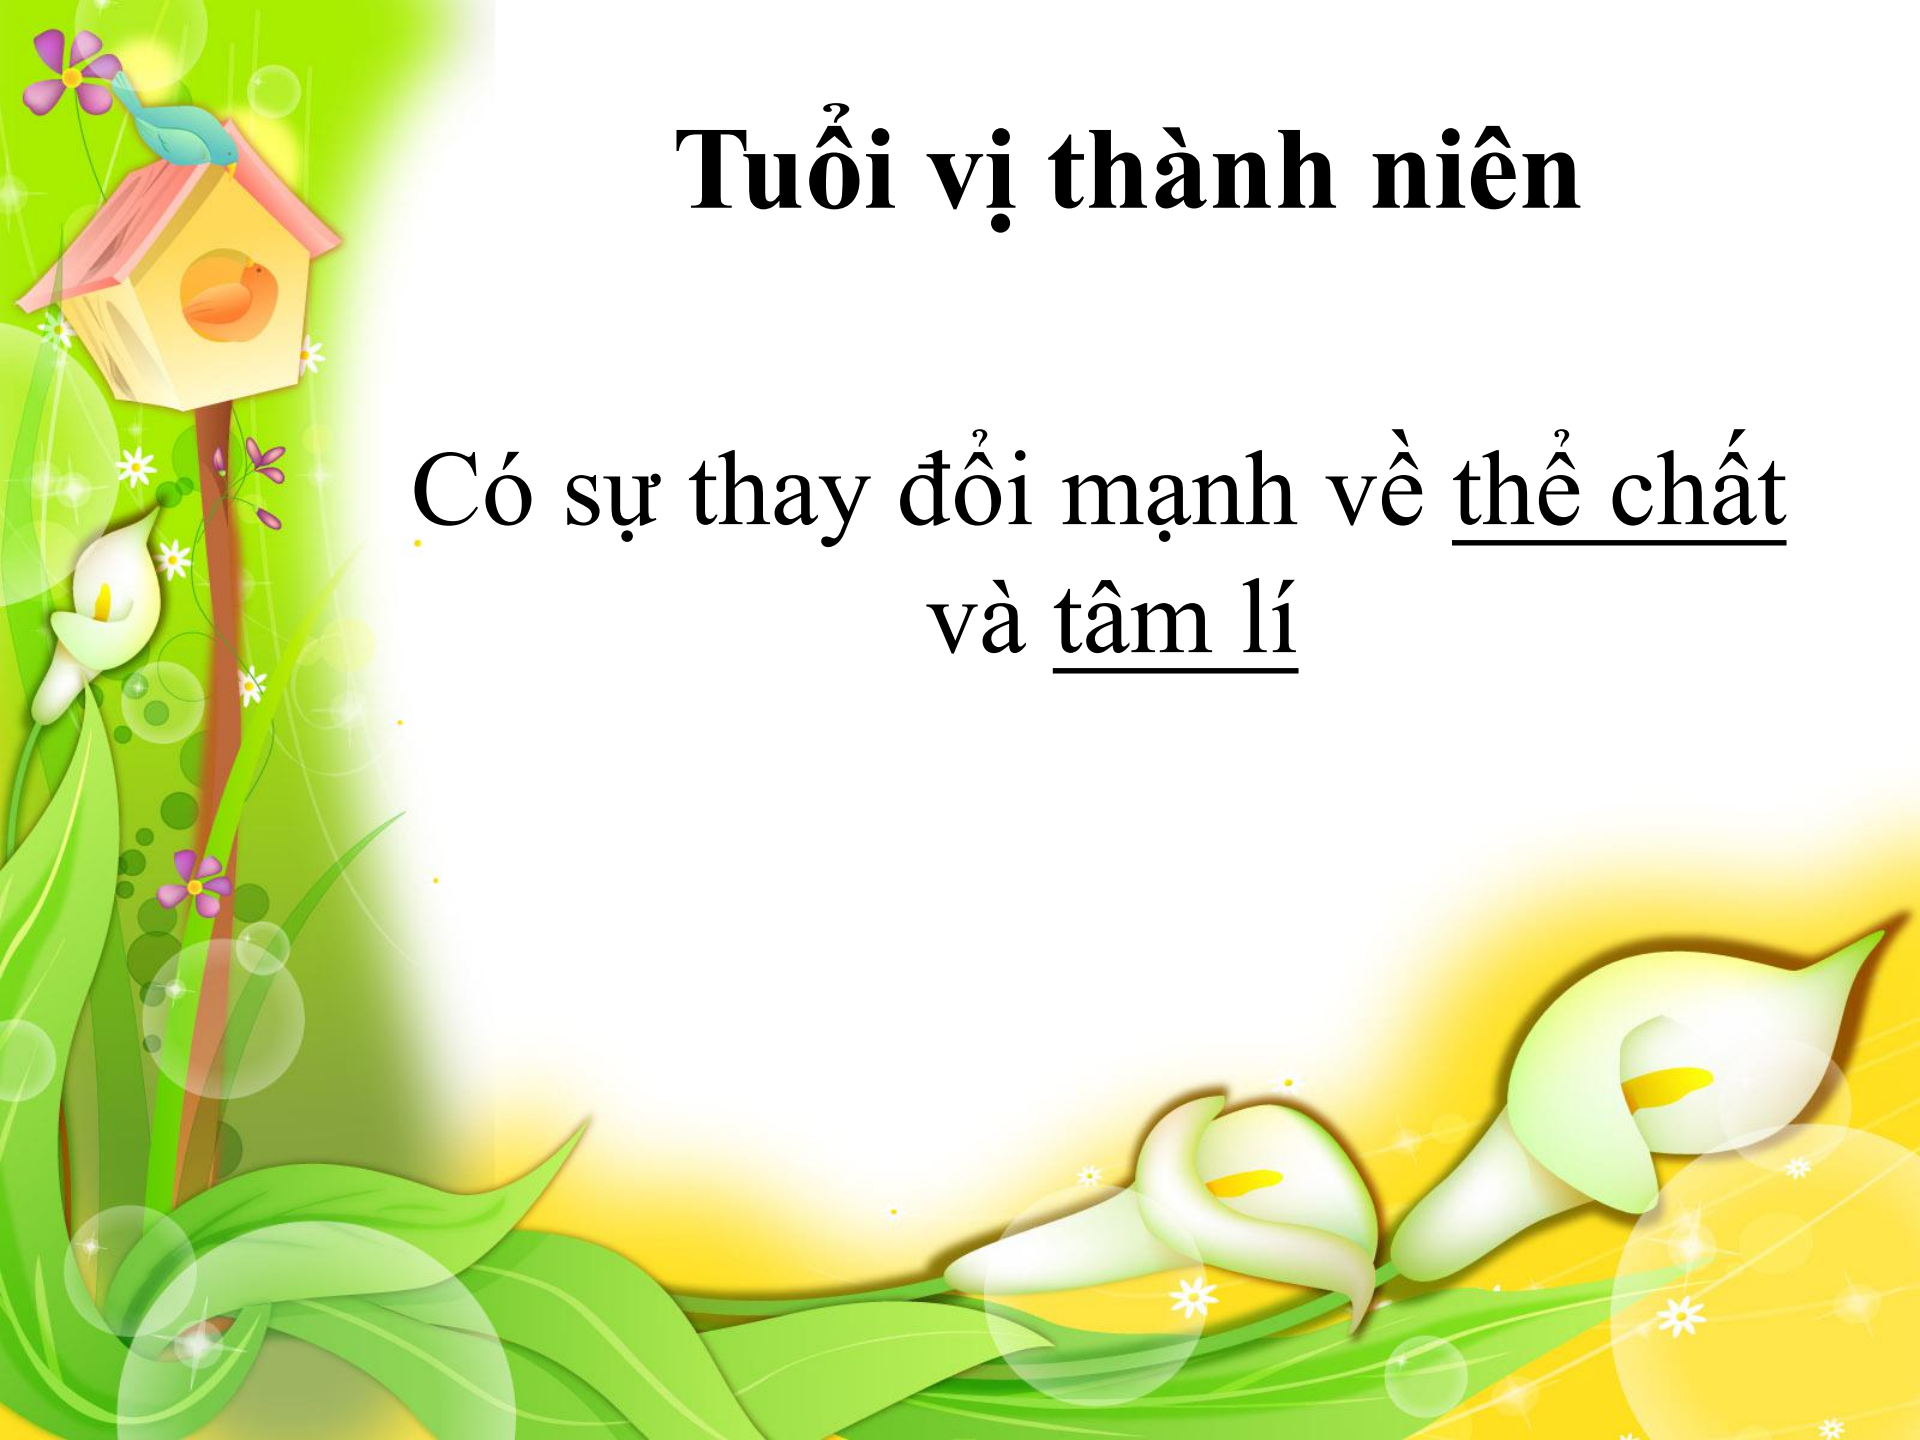 Tuổi vị thành niên
Có sự thay đổi mạnh về thể chất
và tâm lí